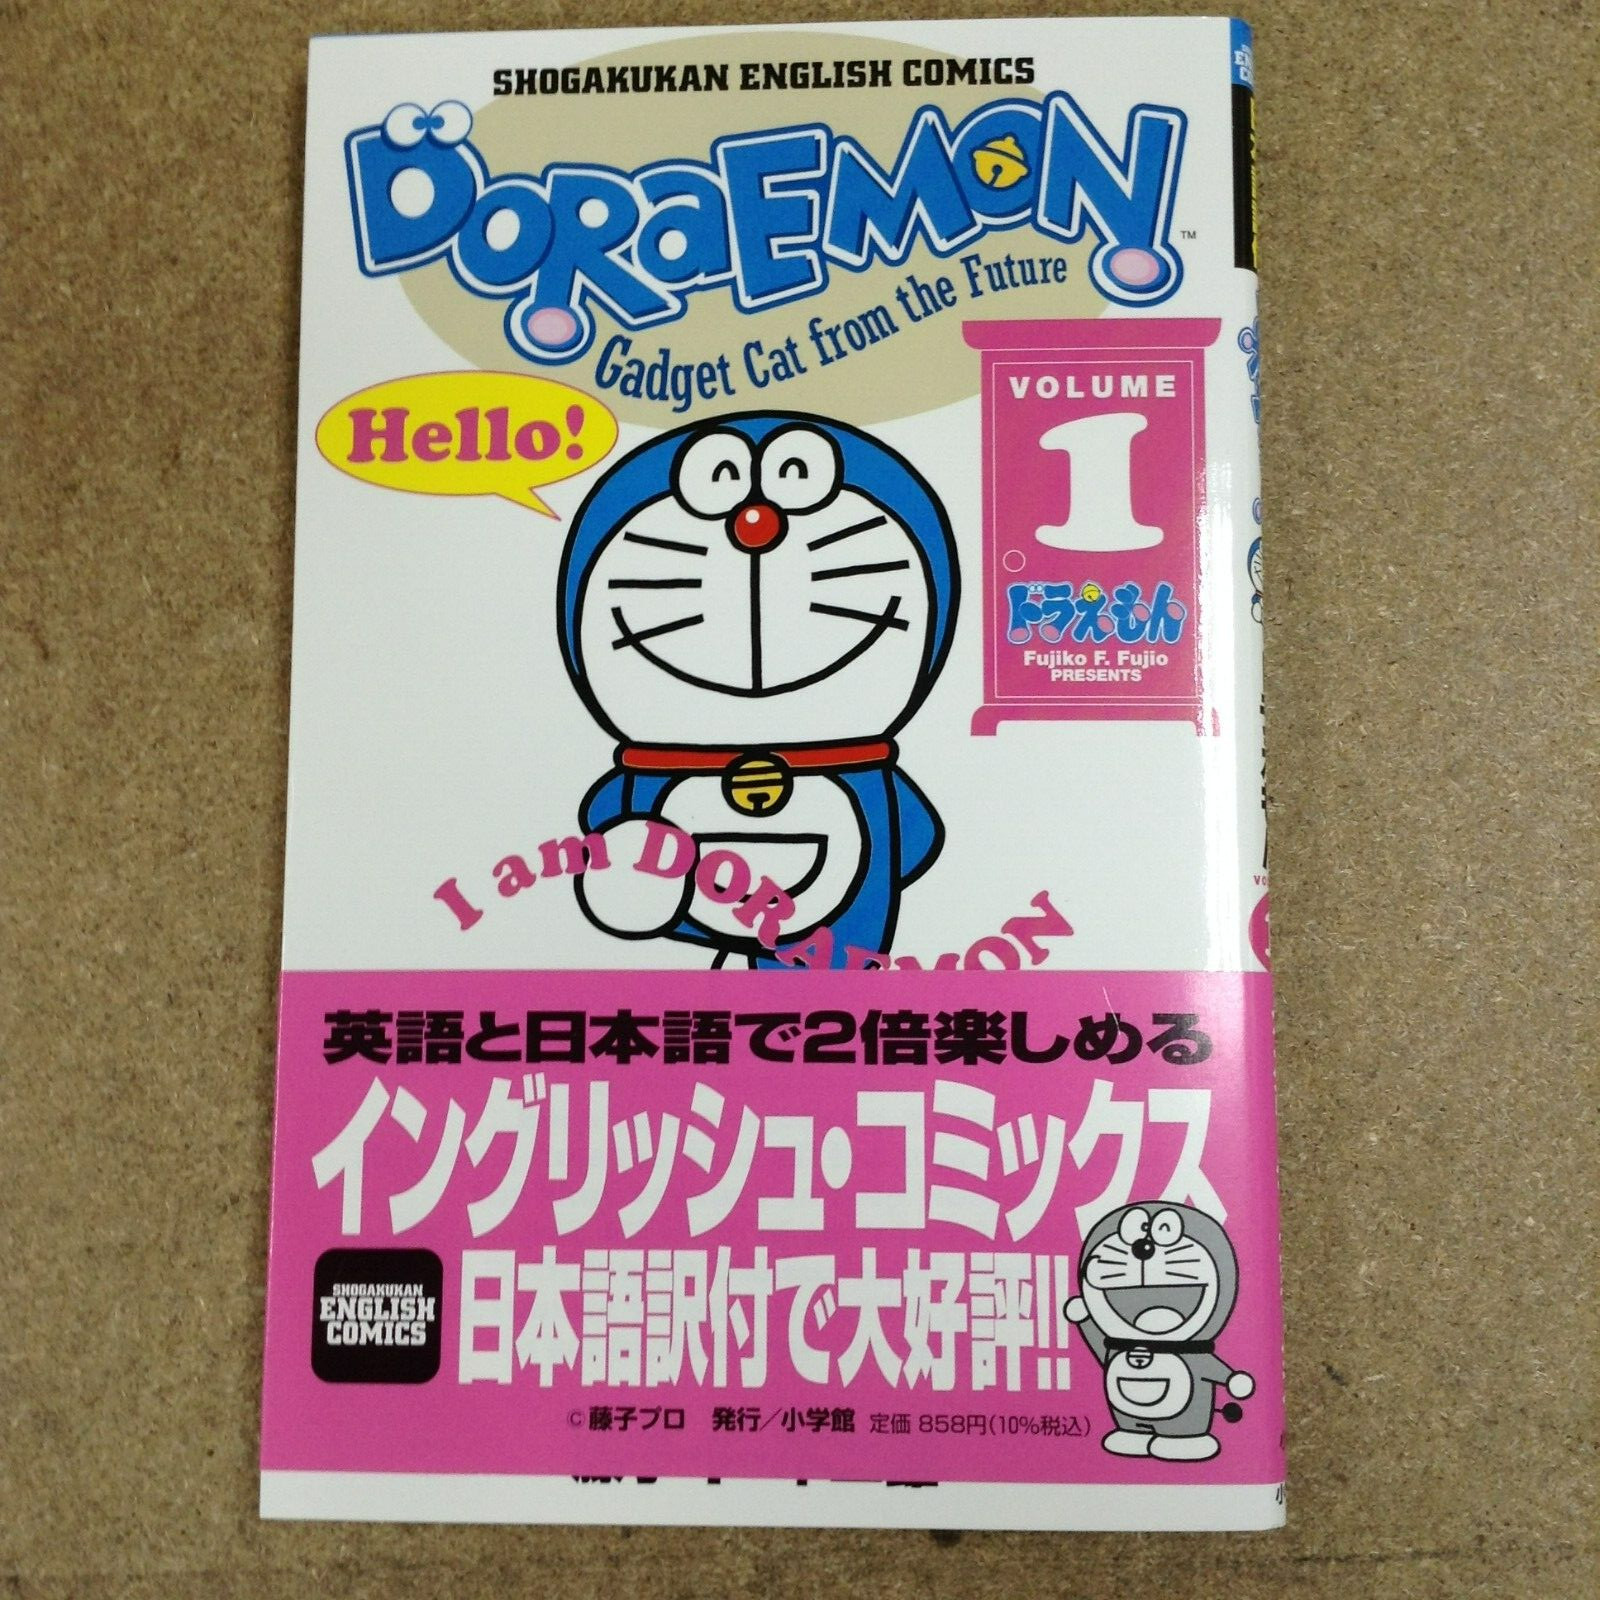 SHOGAKUKAN ENGLISH COMICS
DORAEMON™
Gadget Cat from the Future
Hello!
VOLUME
1
ドラえもん
Fujiko F. Fujio
PRESENTS
I am DORAEMON
英語と日本語で2倍楽しめる
イングリッシュ・コミックス
日本語訳付で大好評!!
SHOGAKUKAN
ENGLISH
COMICS
©藤子プロ 発行/小学館 定価 858円(10%税込)